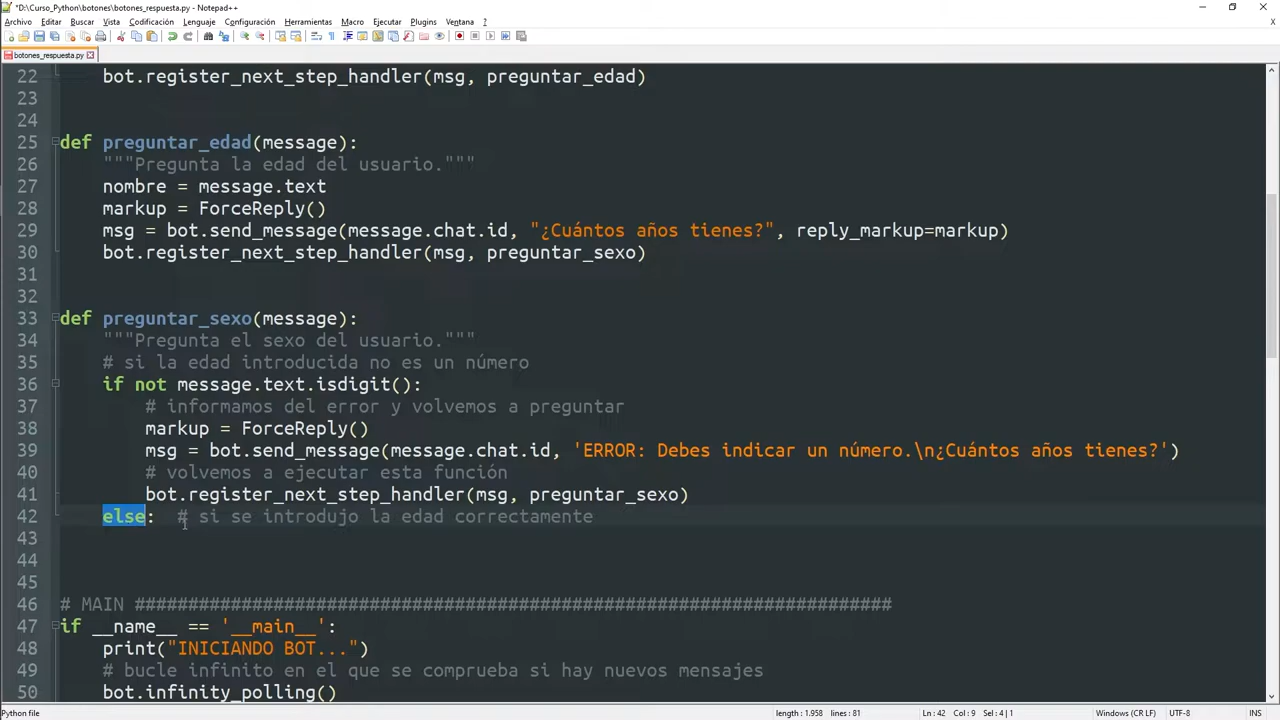 *D:\Curso_Python\botones\botones_respuesta.py - Notepad++
Archivo Editar Buscar Vista Codificación Lenguaje Configuración Herramientas Macro Ejecutar Plugins Ventana ?
botones_respuesta.py
22 bot.register_next_step_handler(msg, preguntar_edad)
23
24
25 def preguntar_edad(message):
26 """Pregunta la edad del usuario."""
27 nombre = message.text
28 markup = ForceReply()
29 msg = bot.send_message(message.chat.id, "¿Cuántos años tienes?", reply_markup=markup)
30 bot.register_next_step_handler(msg, preguntar_sexo)
31
32
33 def preguntar_sexo(message):
34 """Pregunta el sexo del usuario."""
35 # si la edad introducida no es un número
36 if not message.text.isdigit():
37 # informamos del error y volvemos a preguntar
38 markup = ForceReply()
39 msg = bot.send_message(message.chat.id, 'ERROR: Debes indicar un número.\n¿Cuántos años tienes?')
40 # volvemos a ejecutar esta función
41 bot.register_next_step_handler(msg, preguntar_sexo)
42 else: # si se introdujo la edad correctamente
43
44
45
46 # MAIN #######################################################################
47 if __name__ == '__main__':
48 print("INICIANDO BOT...")
49 # bucle infinito en el que se comprueba si hay nuevos mensajes
50 bot.infinity_polling()
Python file length : 1.958 lines : 81 Ln : 42 Col : 9 Sel : 4 | 1 Windows (CR LF) UTF-8 INS